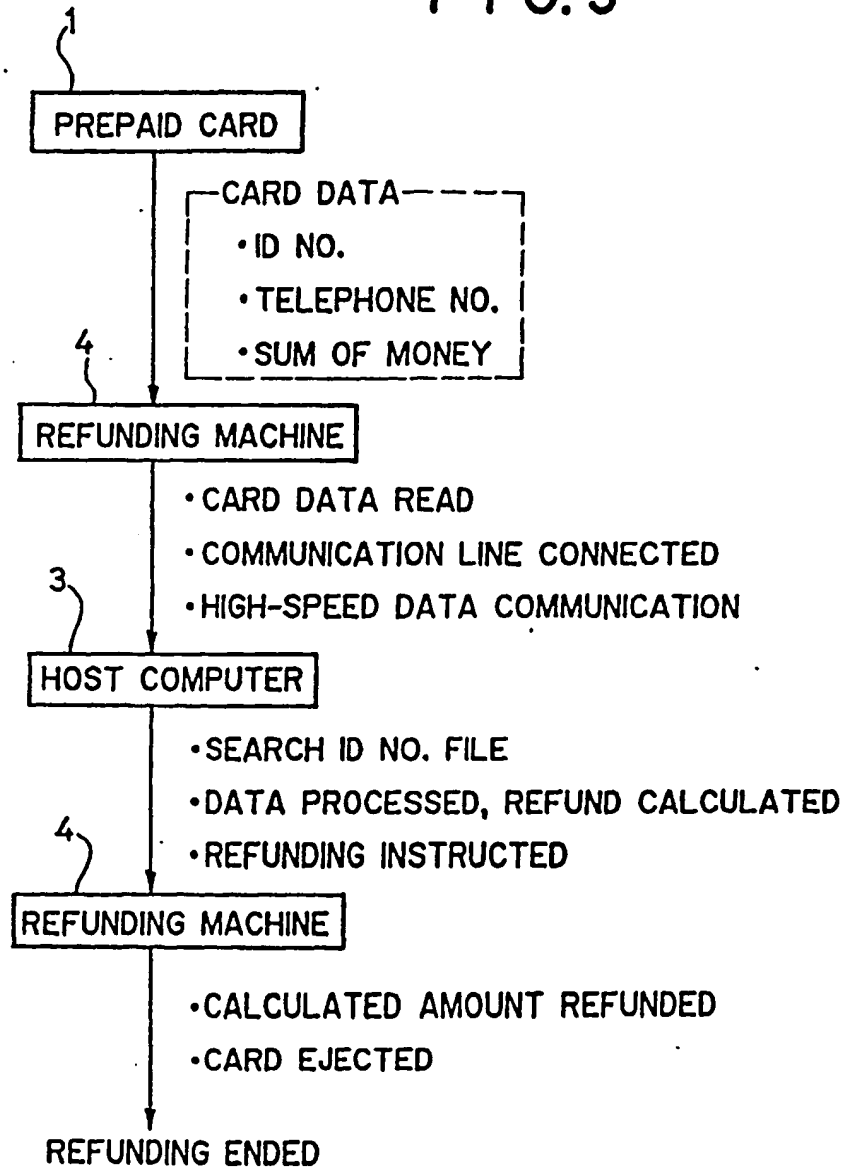 FIG. 3
1
PREPAID CARD
CARD DATA
•ID NO.
•TELEPHONE NO.
•SUM OF MONEY
4
REFUNDING MACHINE
•CARD DATA READ
•COMMUNICATION LINE CONNECTED
•HIGH-SPEED DATA COMMUNICATION
3
HOST COMPUTER
•SEARCH ID NO. FILE
•DATA PROCESSED, REFUND CALCULATED
•REFUNDING INSTRUCTED
4
REFUNDING MACHINE
•CALCULATED AMOUNT REFUNDED
•CARD EJECTED
REFUNDING ENDED